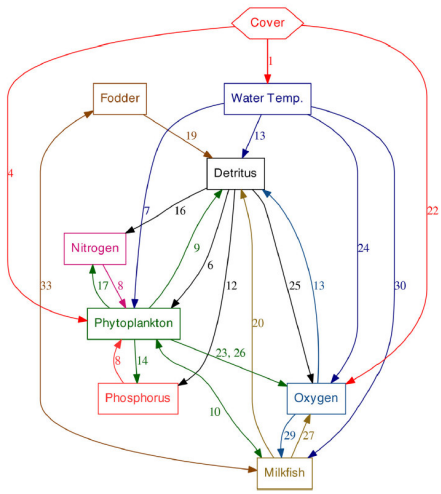 Cover
1
Fodder
Water Temp.
19
13
4
Detritus
22
7
16
Nitrogen
9
24
6
17
8
33
12
25
13
30
Phytoplankton
20
8
14
23, 26
Phosphorus
Oxygen
10
29
27
Milkfish